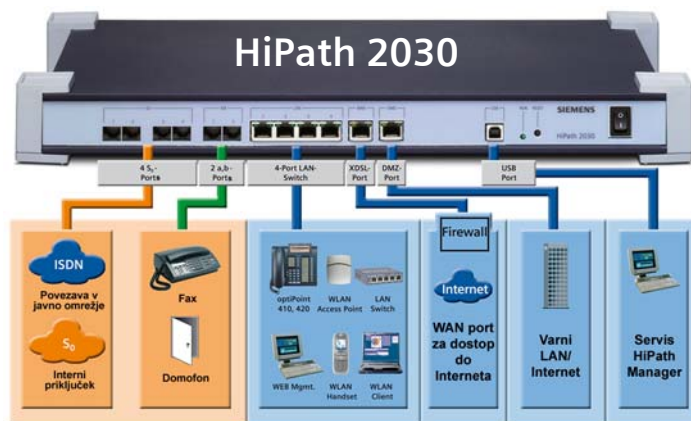 HiPath 2030
SIEMENS
HiPath 2030
4 S₀-
Ports
2 a,b-
Ports
4-Port LAN-
Switch
XDSL-
Port
DMZ-
Port
USB
Port
ISDN
Povezava v
javno omrežje
S₀
Interni
priključek
Fax
Domofon
optiPoint
410, 420
WLAN
Access Point
LAN
Switch
WEB Mgmt.
WLAN
Handset
WLAN
Client
Firewall
Internet
WAN port
za dostop
do
Interneta
Varni
LAN/
Internet
Servis
HiPath
Manager